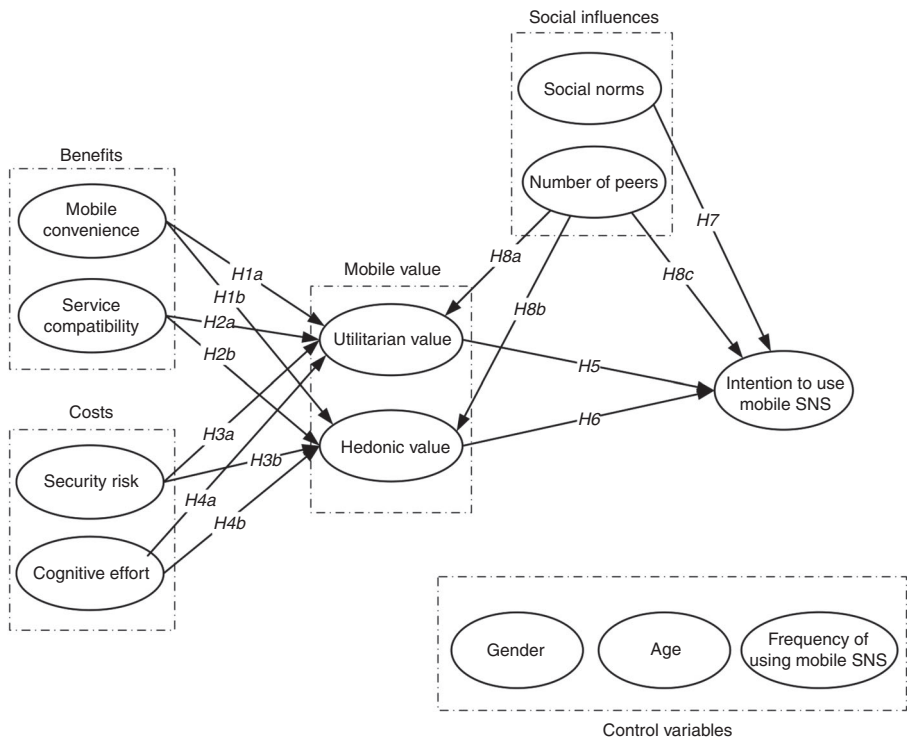 Social influences
Social norms
Number of peers
Benefits
Mobile
convenience
Service
compatibility
H1a
H1b
H2a
H2b
Mobile value
Utilitarian value
Hedonic value
H8a
H8b
H8c
H7
H5
H6
Intention to use
mobile SNS
Costs
Security risk
Cognitive effort
H3a
H3b
H4a
H4b
Gender
Age
Frequency of
using mobile SNS
Control variables